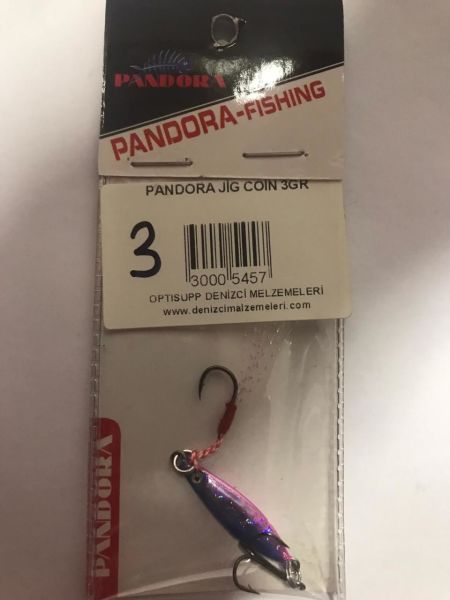 PANDORA
PANDORA-FISHING
PANDORA JİG COIN 3GR
3
3000 5457
OPTISUPP DENİZCİ MELZEMELERİ
www.denizcimalzemeleri.com
PANDORA